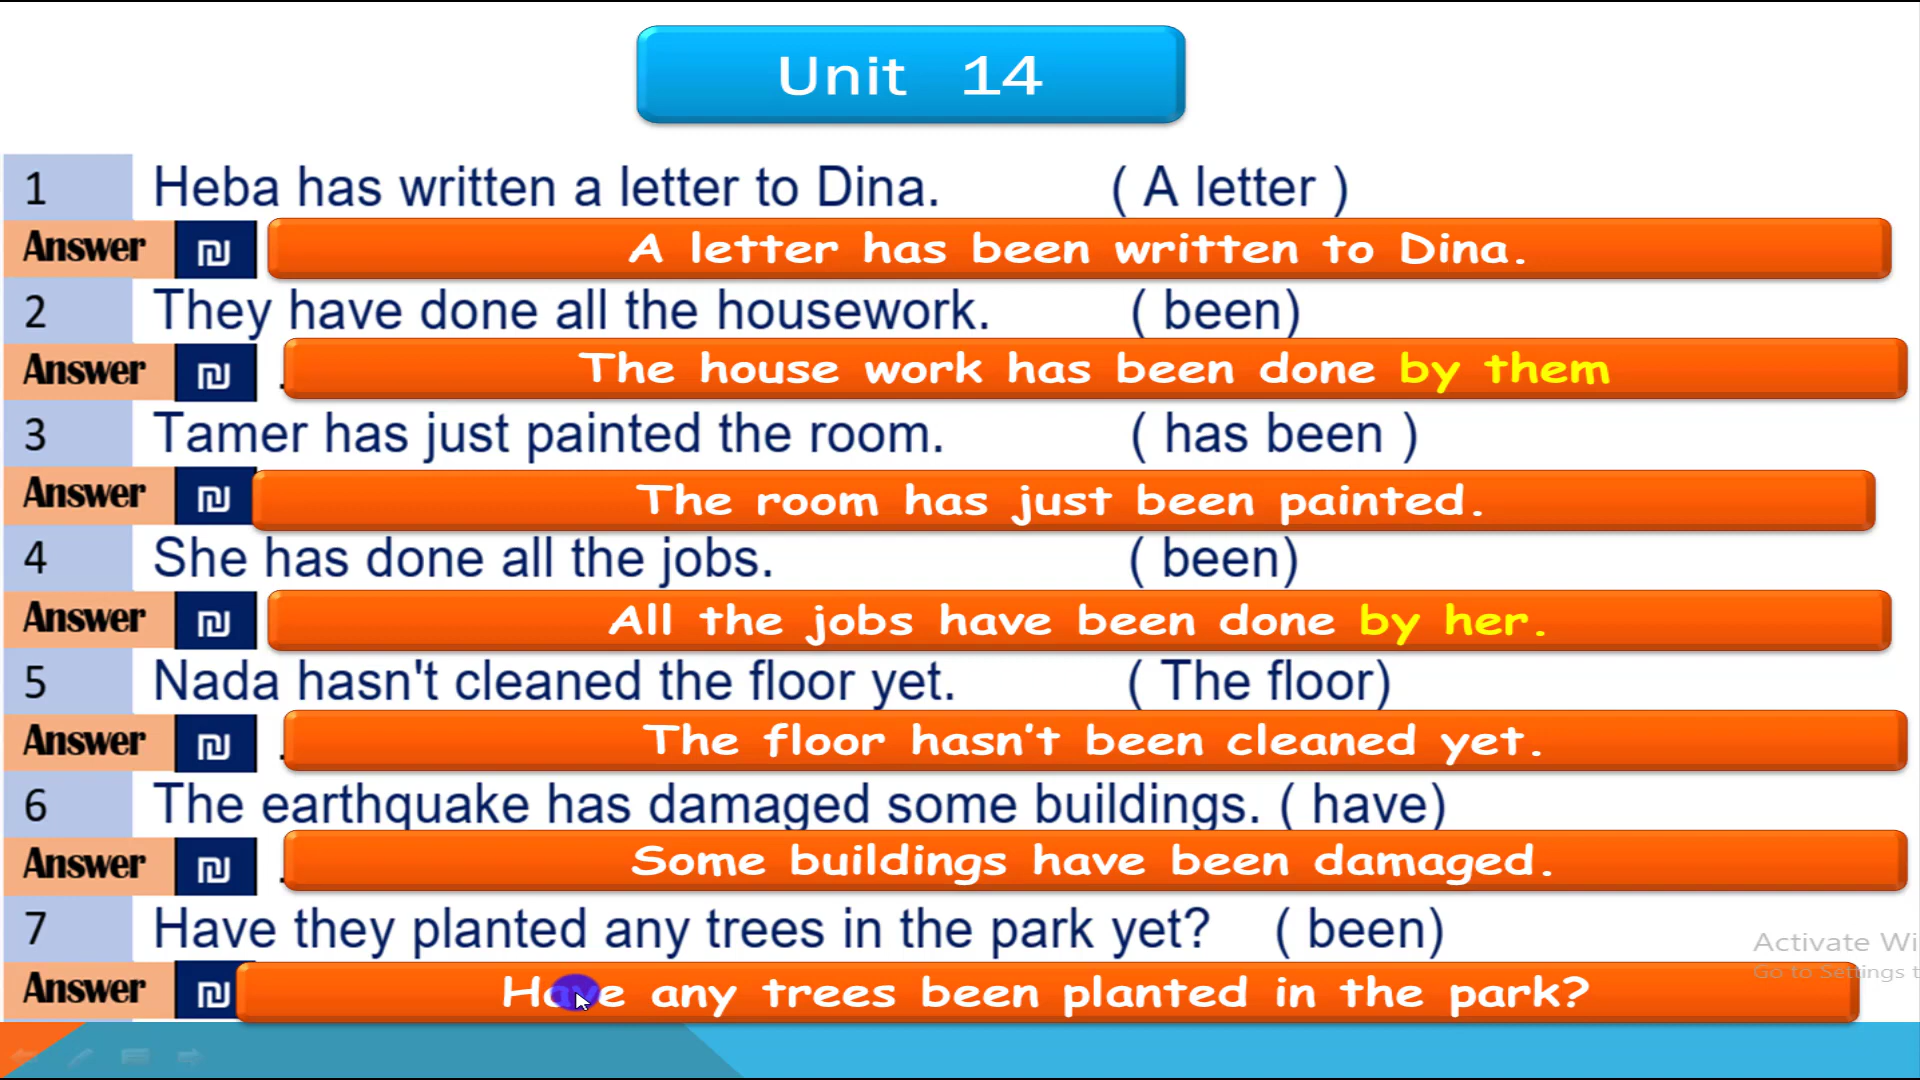 Unit 14
1 Heba has written a letter to Dina. ( A letter )
Answer ₪ A letter has been written to Dina.
2 They have done all the housework. ( been)
Answer ₪ . The house work has been done by them
3 Tamer has just painted the room. ( has been )
Answer ₪ The room has just been painted.
4 She has done all the jobs. ( been)
Answer ₪ All the jobs have been done by her.
5 Nada hasn't cleaned the floor yet. ( The floor)
Answer ₪ . The floor hasn't been cleaned yet.
6 The earthquake has damaged some buildings. ( have)
Answer ₪ . Some buildings have been damaged.
7 Have they planted any trees in the park yet? ( been)
Answer ₪ Have any trees been planted in the park?
Activate Wi
Go to Settings t